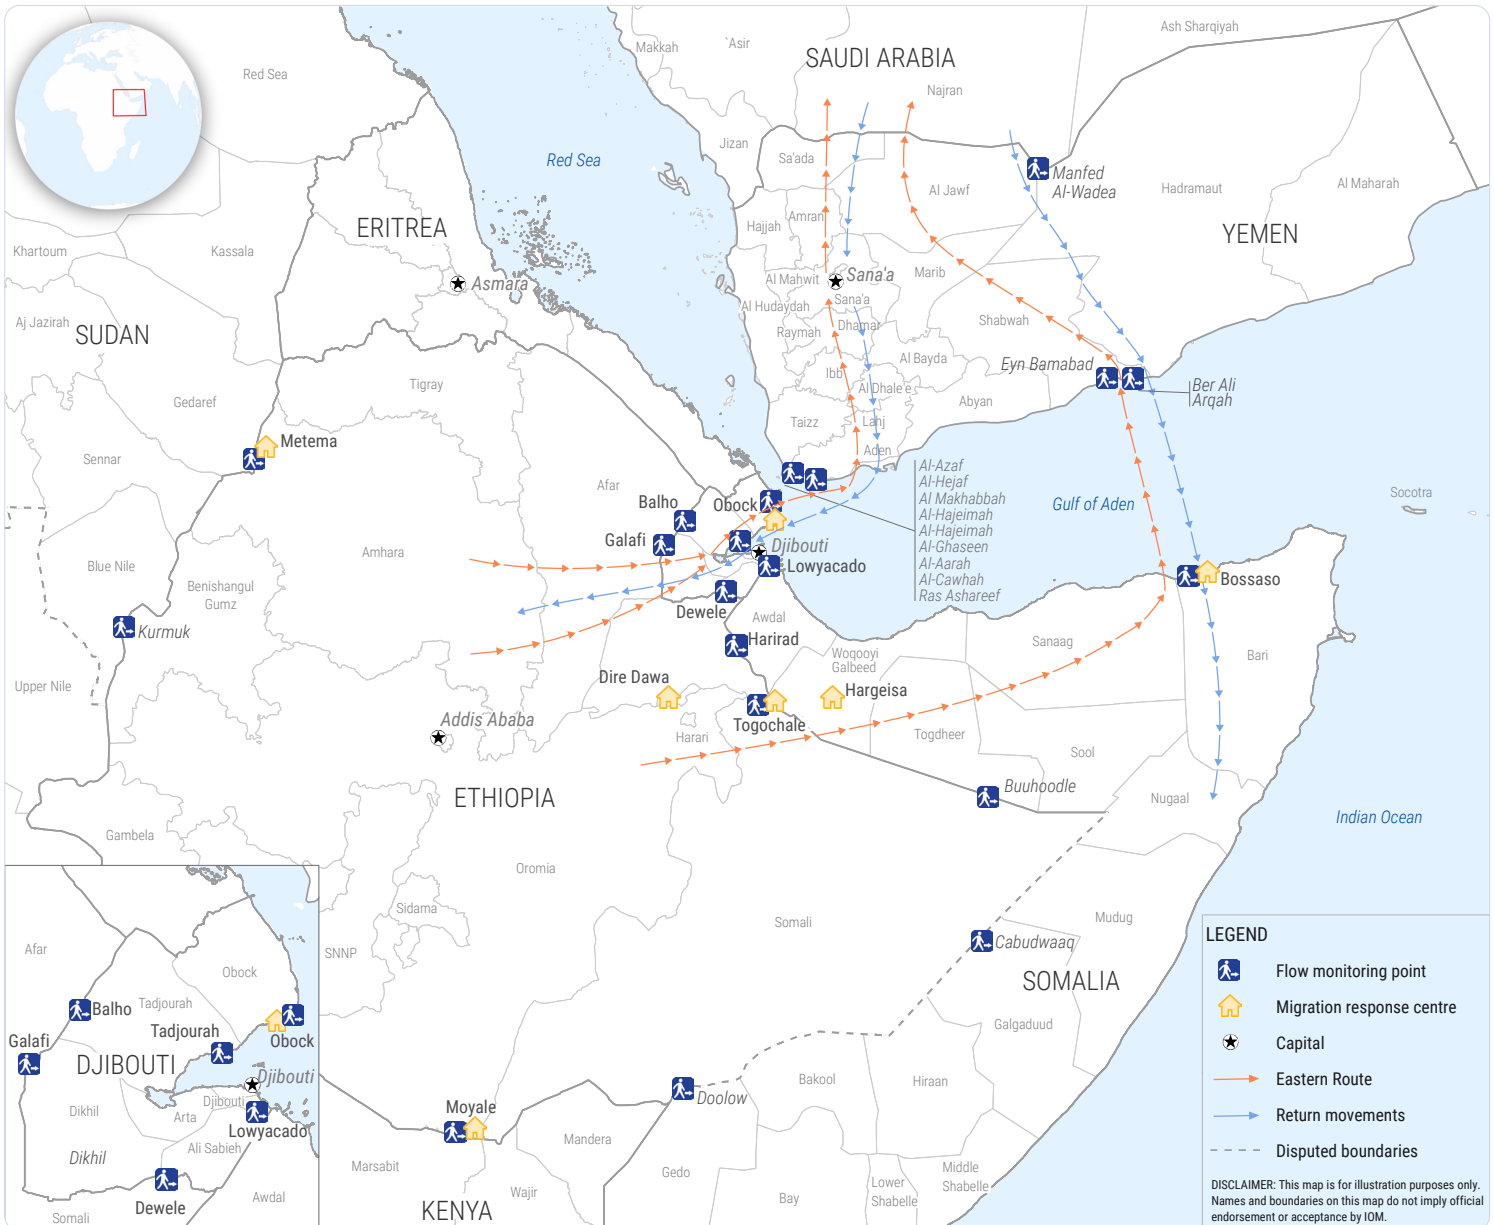 SAUDI ARABIA
Ash Sharqiyah
Makkah
`Asir
Red Sea
Najran
Jizan
Sa'ada
Red Sea
Manfed
Al-Wadea
Al Jawf
Hadramaut
Al Maharah
Amran
Hajjah
ERITREA
YEMEN
Khartoum
Kassala
Asmara
Al Mahwit
Sana'a
Marib
Sana'a
Al Hudaydah
Aj Jazirah
SUDAN
Raymah
Dhamar
Shabwah
Al Bayda
Eyn Bamabad
Ibb
Tigray
Al Dhale'e
Ber Ali
Arqah
Gedaref
Abyan
Taizz
Lahj
Metema
Aden
Sennar
Afar
Al-Azaf
Al-Hejaf
Al Makhabbah
Al-Hajeimah
Al-Hajeimah
Al-Ghaseen
Al-Aarah
Al-Cawhah
Ras Ashareef
Balho
Obock
Gulf of Aden
Socotra
Galafi
Djibouti
Amhara
Lowyacado
Blue Nile
Bossaso
Benishangul
Gumz
Dewele
Awdal
Kurmuk
Harirad
Sanaag
Woqooyi
Galbeed
Bari
Upper Nile
Dire Dawa
Hargeisa
Addis Ababa
Togochale
Harari
Togdheer
Sool
Buuhoodle
ETHIOPIA
Nugaal
Indian Ocean
Gambela
Oromia
Sidama
Somali
Mudug
SNNP
Cabudwaaq
SOMALIA
Galgaduud
Bakool
Hiraan
Doolow
Moyale
Mandera
Marsabit
Gedo
Middle
Shabelle
Wajir
Bay
Lower
Shabelle
KENYA
Afar
Obock
Balho
Tadjourah
Tadjourah
Galafi
Obock
DJIBOUTI
Djibouti
Dikhil
Djibouti
Arta
Lowyacado
Ali Sabieh
Dikhil
Dewele
Awdal
Somali
LEGEND
Flow monitoring point
Migration response centre
Capital
Eastern Route
Return movements
Disputed boundaries
DISCLAIMER: This map is for illustration purposes only.
Names and boundaries on this map do not imply official
endorsement or acceptance by IOM.